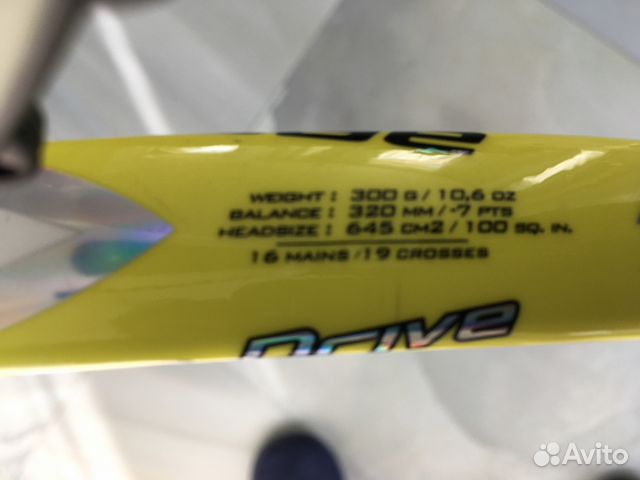 WEIGHT : 300 G / 10,6 OZ
BALANCE : 320 MM / -7 PTS
HEADSIZE : 645 CM2 / 100 SQ. IN.
16 MAINS / 19 CROSSES
Drive
Avito